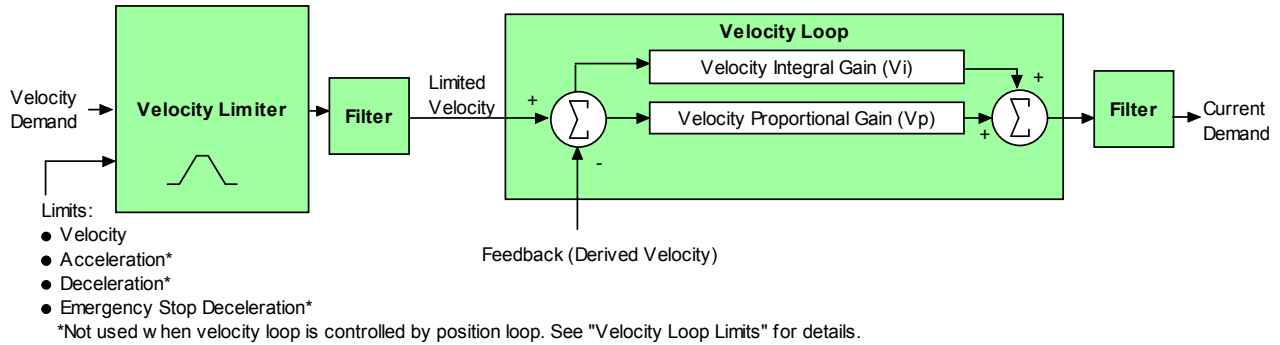 Velocity
Demand
Velocity Limiter
Filter
Limited
Velocity
Velocity Loop
Velocity Integral Gain (Vi)
Velocity Proportional Gain (Vp)
+
∑
-
+
+
∑
Filter
Current
Demand
Feedback (Derived Velocity)
Limits:
● Velocity
● Acceleration*
● Deceleration*
● Emergency Stop Deceleration*
*Not used when velocity loop is controlled by position loop. See "Velocity Loop Limits" for details.